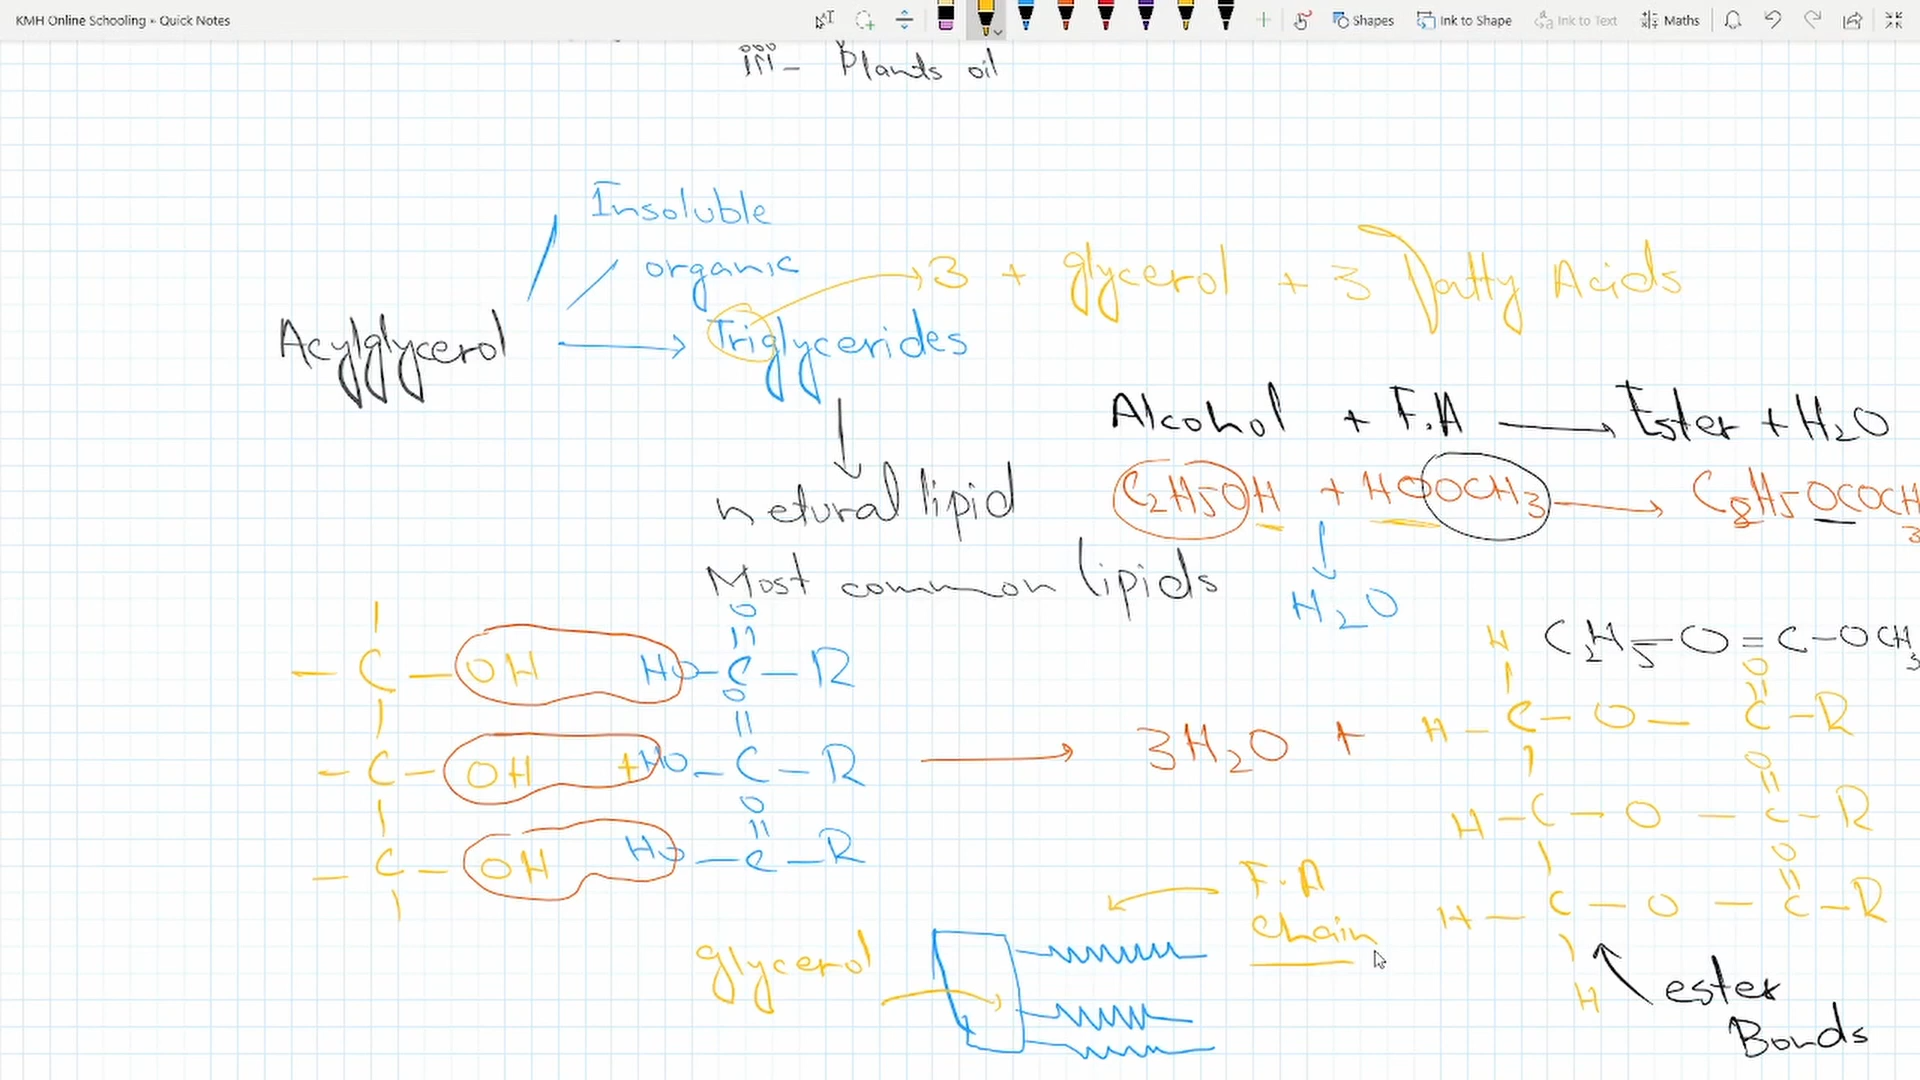 KMH Online Schooling » Quick Notes
Shapes
Ink to Shape
Ink to Text
Maths
iii- Plants oil
Insoluble
organic
3 + glycerol + 3 Fatty Acids
Acylglycerol → Triglycerides
Alcohol + F.A → Ester + H2O
netural lipid
C2H5OH + HOOCH3 → C2H5OCOCH3
Most common lipids
H2O
C2H5-O=C-OCH3
H
O O
C - OH HO - C - R
H - C - O - C - R
O O
- C - OH + HO - C - R → 3H2O +
H - C - O - C - R
O O
- C - OH HO - C - R
H - C - O - C - R
H
F.A
chain
glycerol
ester
Bonds